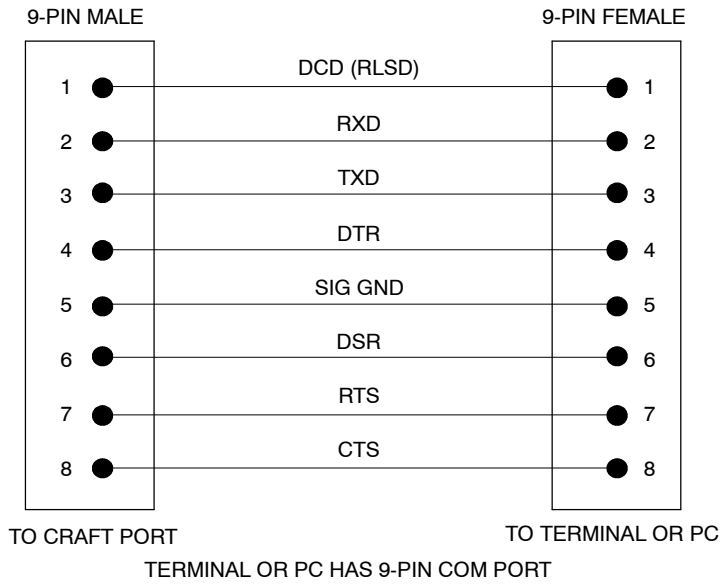 9-PIN MALE 9-PIN FEMALE
DCD (RLSD)
1 1
RXD
2 2
TXD
3 3
DTR
4 4
SIG GND
5 5
DSR
6 6
RTS
7 7
CTS
8 8
TO CRAFT PORT TO TERMINAL OR PC
TERMINAL OR PC HAS 9-PIN COM PORT